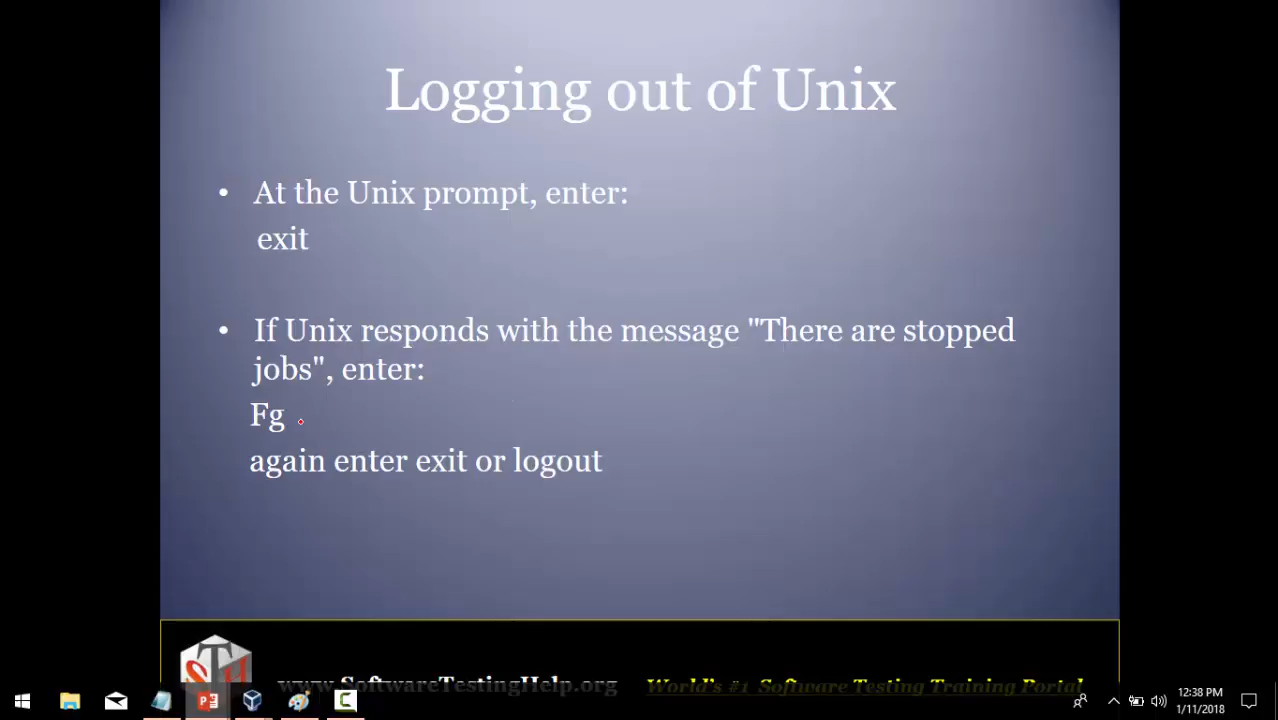 Logging out of Unix
• At the Unix prompt, enter:
exit
• If Unix responds with the message "There are stopped
jobs", enter:
Fg
again enter exit or logout
STH
www.SoftwareTestingHelp.org World's #1 Software Testing Training Portal
12:38 PM
1/11/2018